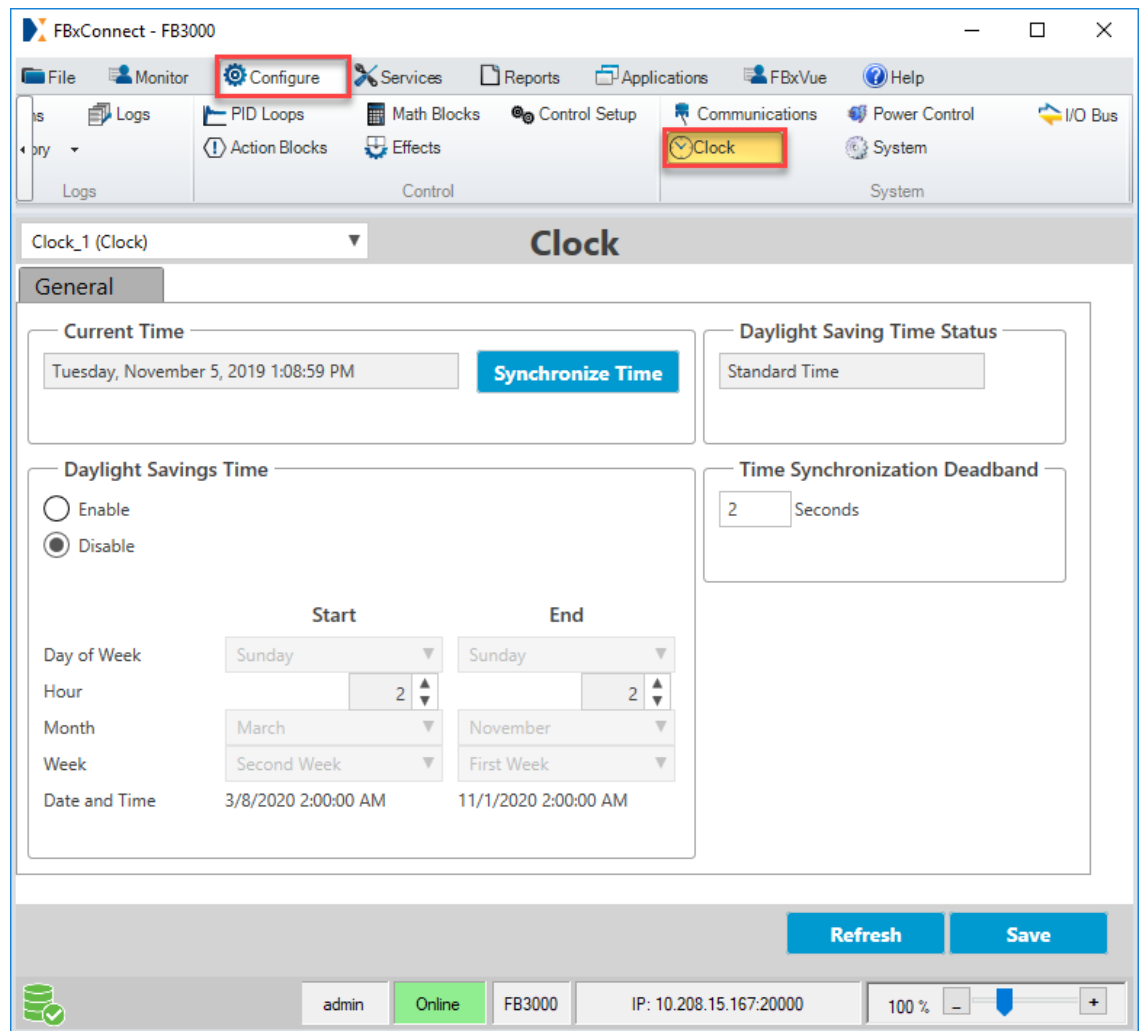 FBxConnect - FB3000
File Monitor Configure Services Reports Applications FBxVue Help
ns Logs PID Loops Math Blocks Control Setup Communications Power Control I/O Bus
ory Action Blocks Effects Clock System
Logs Control System
Clock_1 (Clock) Clock
General
Current Time
Tuesday, November 5, 2019 1:08:59 PM Synchronize Time
Daylight Saving Time Status
Standard Time
Daylight Savings Time
Enable
Disable
Time Synchronization Deadband
2 Seconds
Start End
Day of Week Sunday Sunday
Hour 2 2
Month March November
Week Second Week First Week
Date and Time 3/8/2020 2:00:00 AM 11/1/2020 2:00:00 AM
Refresh Save
admin Online FB3000 IP: 10.208.15.167:20000 100 % - +